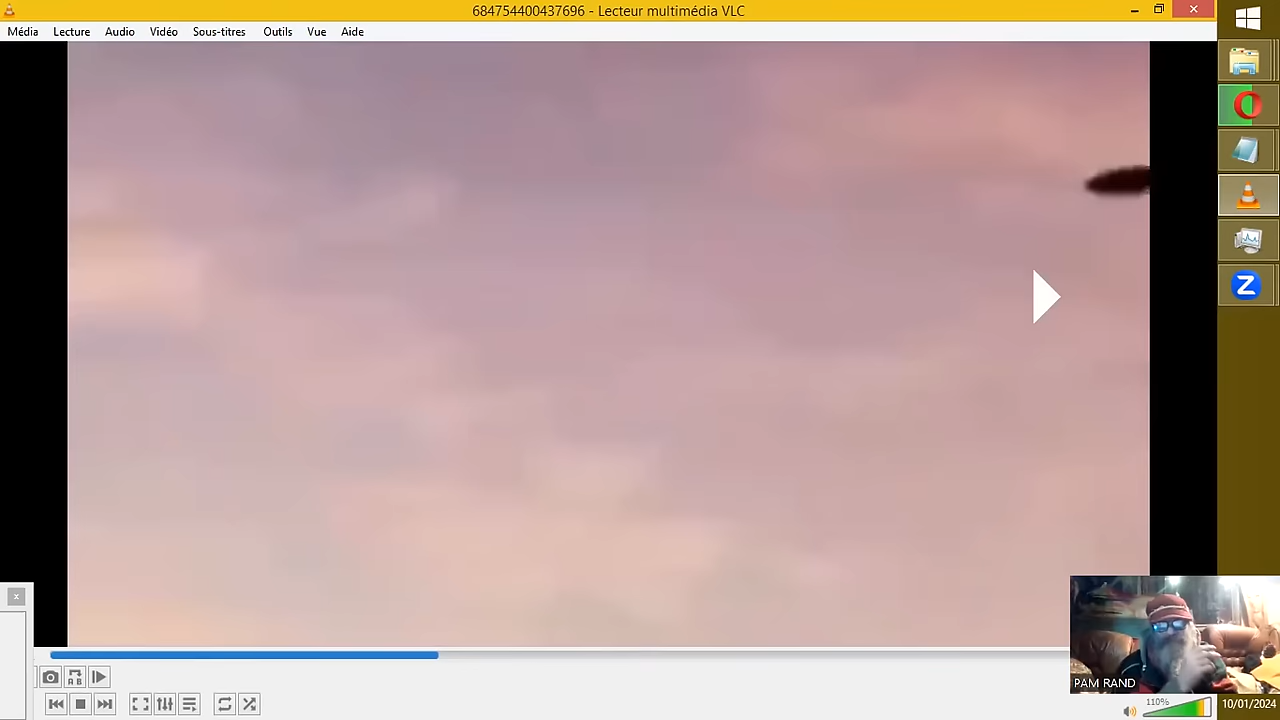 684754400437696 - Lecteur multimédia VLC
Média Lecture Audio Vidéo Sous-titres Outils Vue Aide
x
A B
Z
PAM RAND
110%
10/01/2024